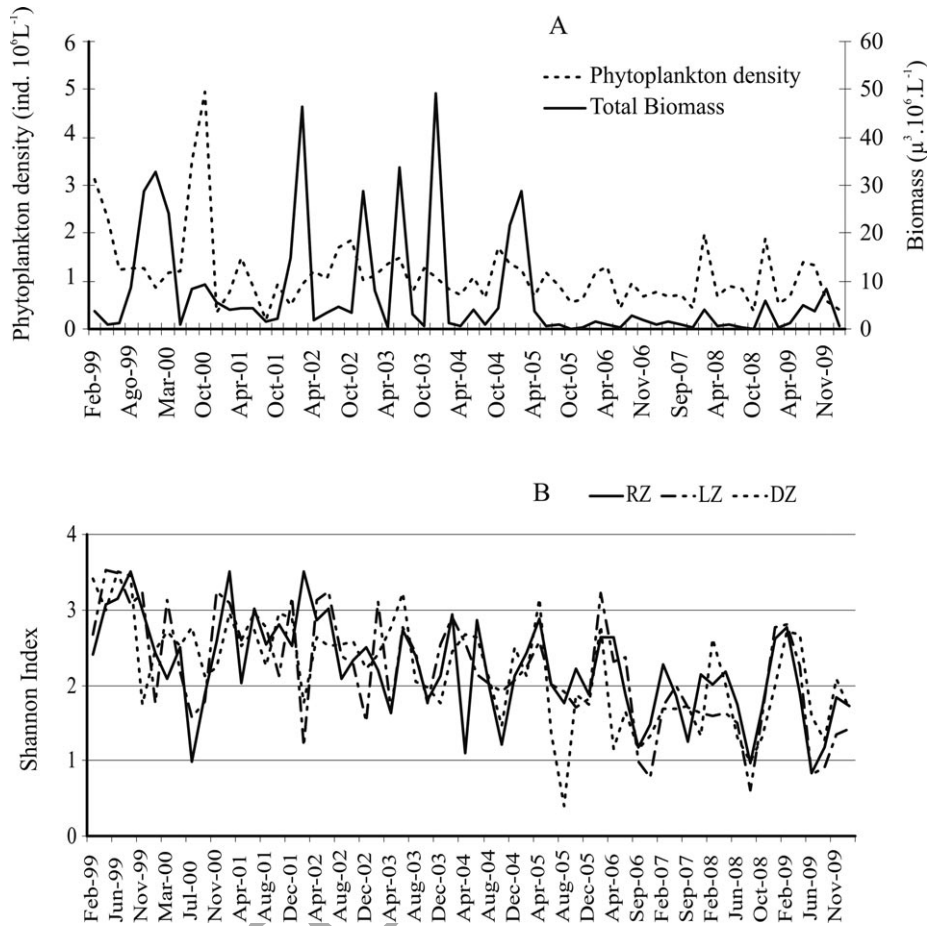 A
Phytoplankton density
Total Biomass
Phytoplankton density (ind. 10⁶L⁻¹)
6
5
4
3
2
1
0
60
50
40
30
20
10
0
Biomass (µ³.10⁶.L⁻¹)
Feb-99 Ago-99 Mar-00 Oct-00 Apr-01 Oct-01 Apr-02 Oct-02 Apr-03 Oct-03 Apr-04 Oct-04 Apr-05 Oct-05 Apr-06 Nov-06 Sep-07 Apr-08 Oct-08 Apr-09 Nov-09
B RZ LZ DZ
Shannon Index
4
3
2
1
0
Feb-99 Jun-99 Nov-99 Mar-00 Jul-00 Nov-00 Apr-01 Aug-01 Dec-01 Apr-02 Aug-02 Dec-02 Apr-03 Aug-03 Dec-03 Apr-04 Aug-04 Dec-04 Apr-05 Aug-05 Dec-05 Apr-06 Sep-06 Feb-07 Sep-07 Feb-08 Jun-08 Oct-08 Feb-09 Jun-09 Nov-09